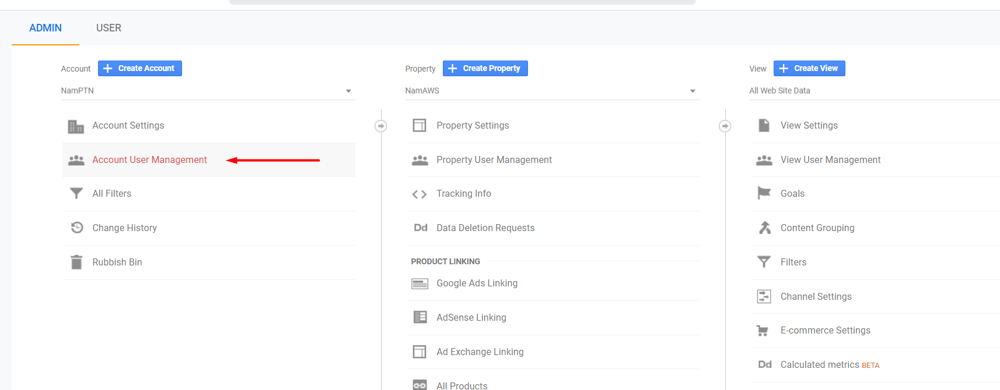 ADMIN USER
Account Create Account
NamPTN
Account Settings
Account User Management
All Filters
Change History
Rubbish Bin
Property Create Property
NamAWS
Property Settings
Property User Management
Tracking Info
Dd Data Deletion Requests
PRODUCT LINKING
Google Ads Linking
AdSense Linking
Ad Exchange Linking
All Products
View Create View
All Web Site Data
View Settings
View User Management
Goals
Content Grouping
Filters
Channel Settings
E-commerce Settings
Dd Calculated metrics BETA